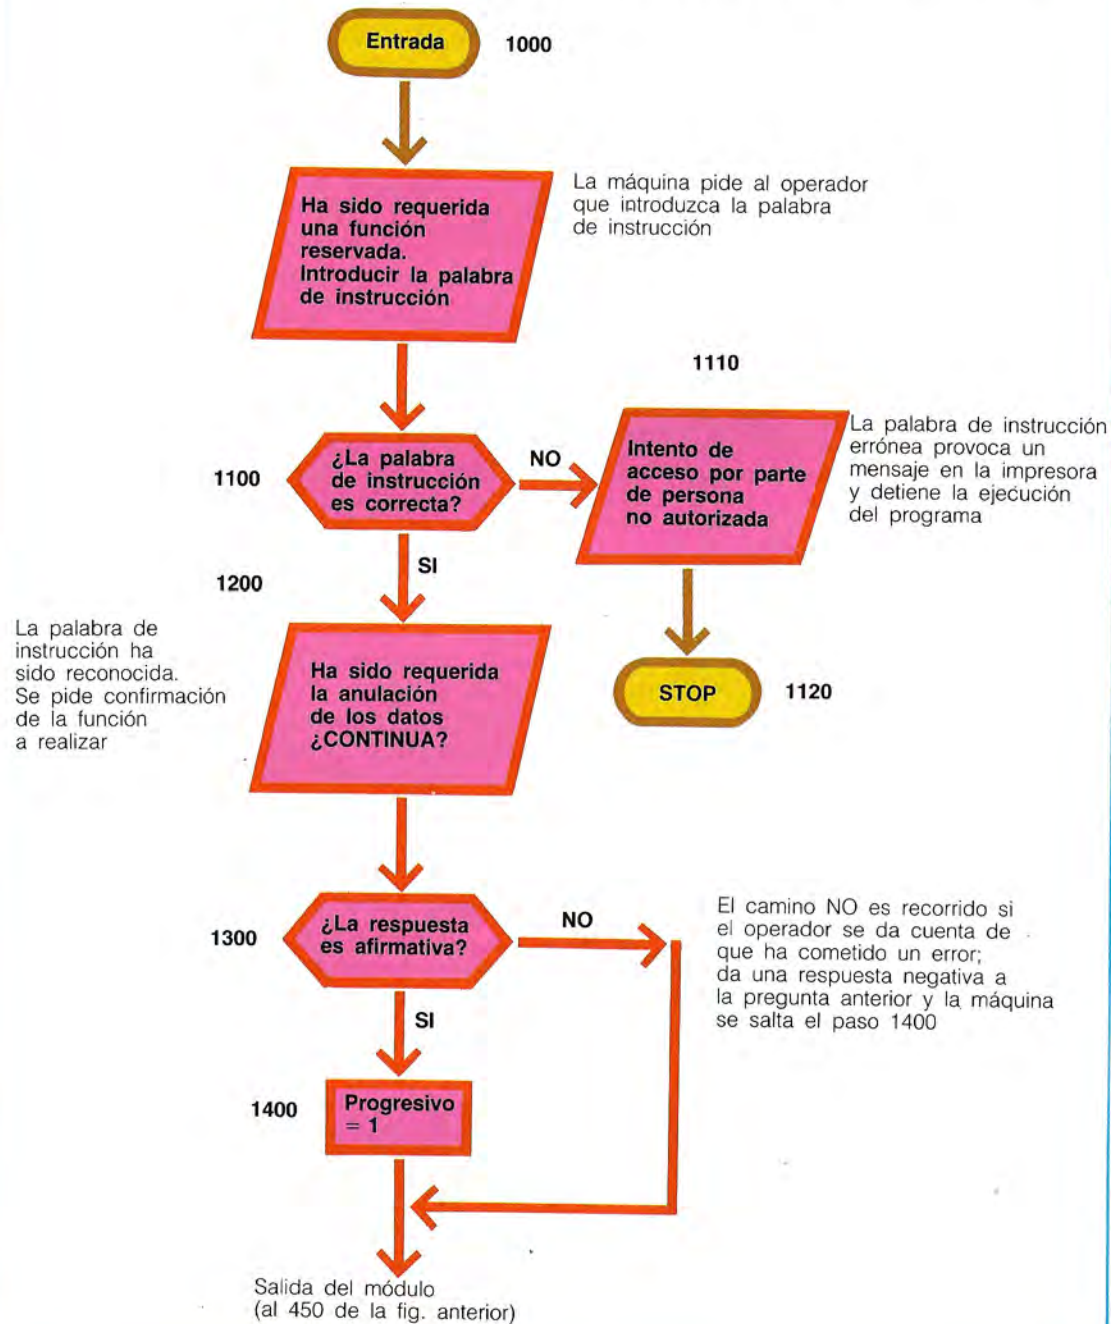 Entrada
1000
Ha sido requerida
una función
reservada.
Introducir la palabra
de instrucción
La máquina pide al operador
que introduzca la palabra
de instrucción
1110
1100
¿La palabra
de instrucción
es correcta?
NO
Intento de
acceso por parte
de persona
no autorizada
La palabra de instrucción
errónea provoca un
mensaje en la impresora
y detiene la ejecución
del programa
SI
1200
La palabra de
instrucción ha
sido reconocida.
Se pide confirmación
de la función
a realizar
Ha sido requerida
la anulación
de los datos
¿CONTINUA?
STOP
1120
1300
¿La respuesta
es afirmativa?
NO
El camino NO es recorrido si
el operador se da cuenta de
que ha cometido un error;
da una respuesta negativa a
la pregunta anterior y la máquina
se salta el paso 1400
SI
1400
Progresivo
= 1
Salida del módulo
(al 450 de la fig. anterior)